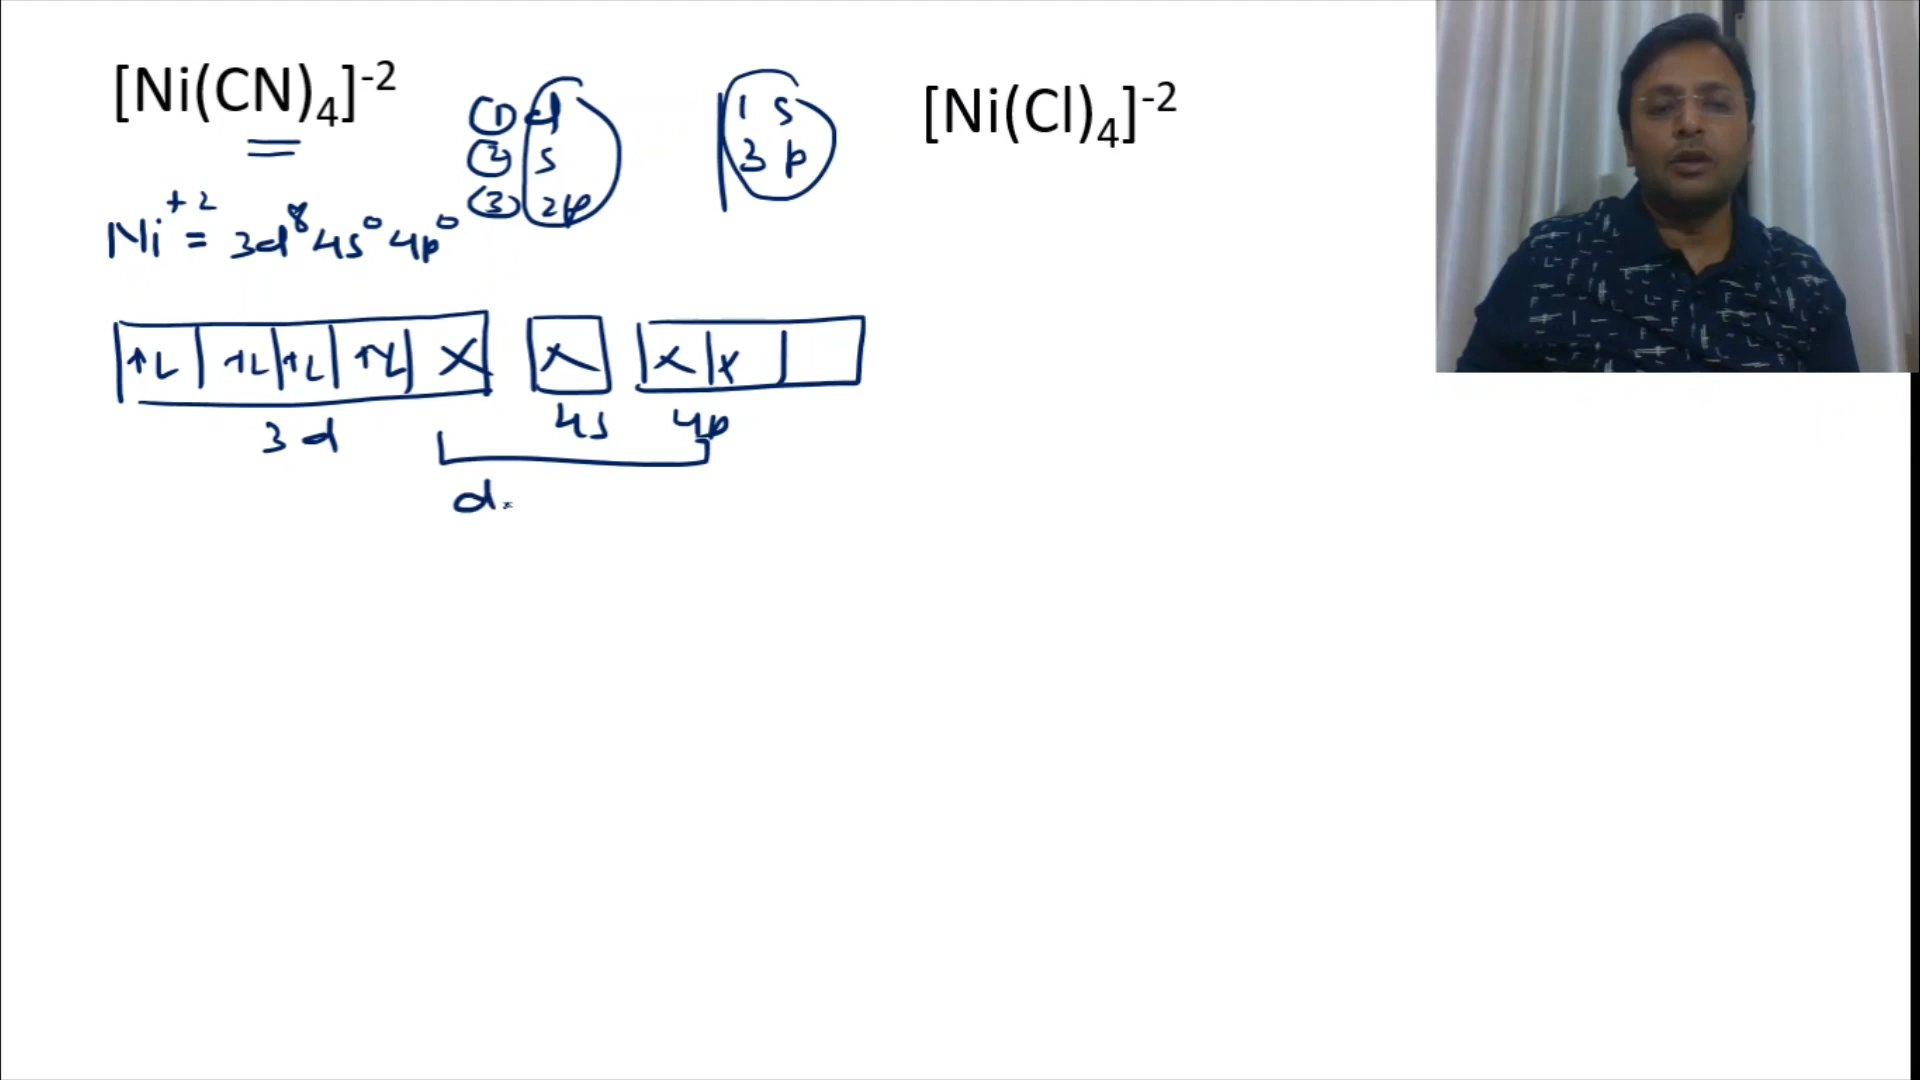 [Ni(CN)₄]⁻²
① d
② s
③ 2p
1 s
3 p
[Ni(Cl)₄]⁻²
Ni⁺² = 3d⁸ 4s⁰ 4p⁰
↑L ↑L ↑L ↑L X X X X
3d 4s 4p
d